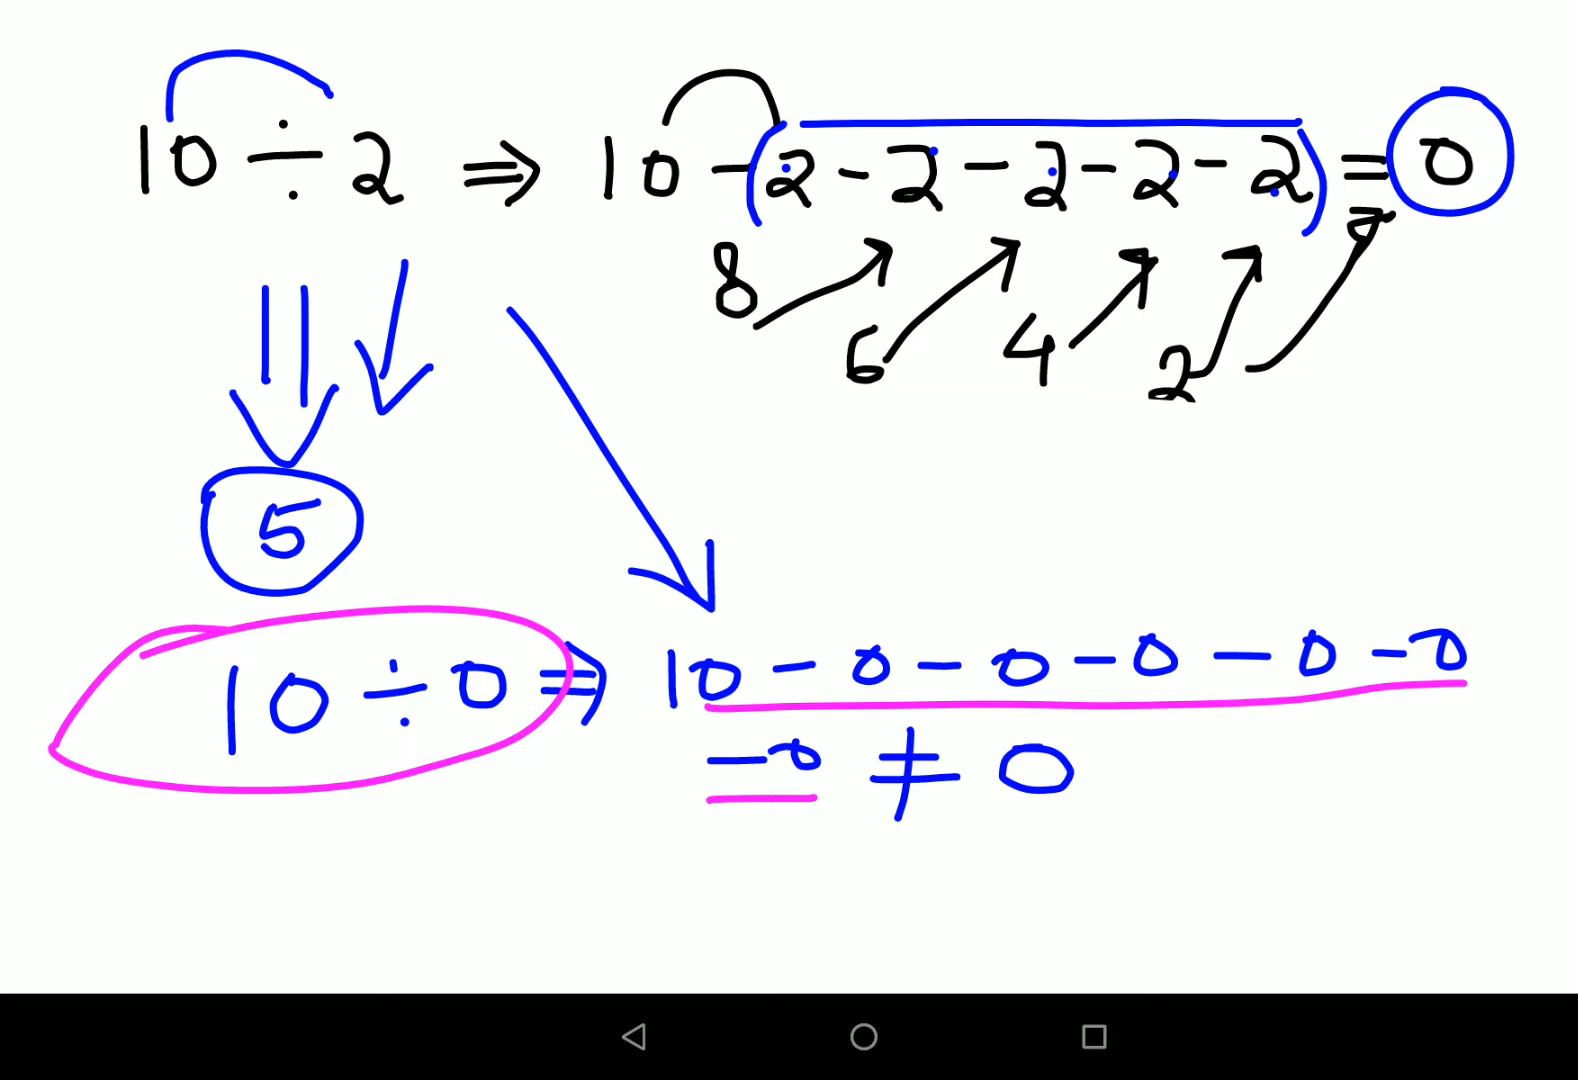 10 ÷ 2 ⇒ 10 - (2 - 2 - 2 - 2 - 2) = 0
8 6 4 2
5
10 ÷ 0 ⇒ 10 - 0 - 0 - 0 - 0 - 0
- 0 ≠ 0